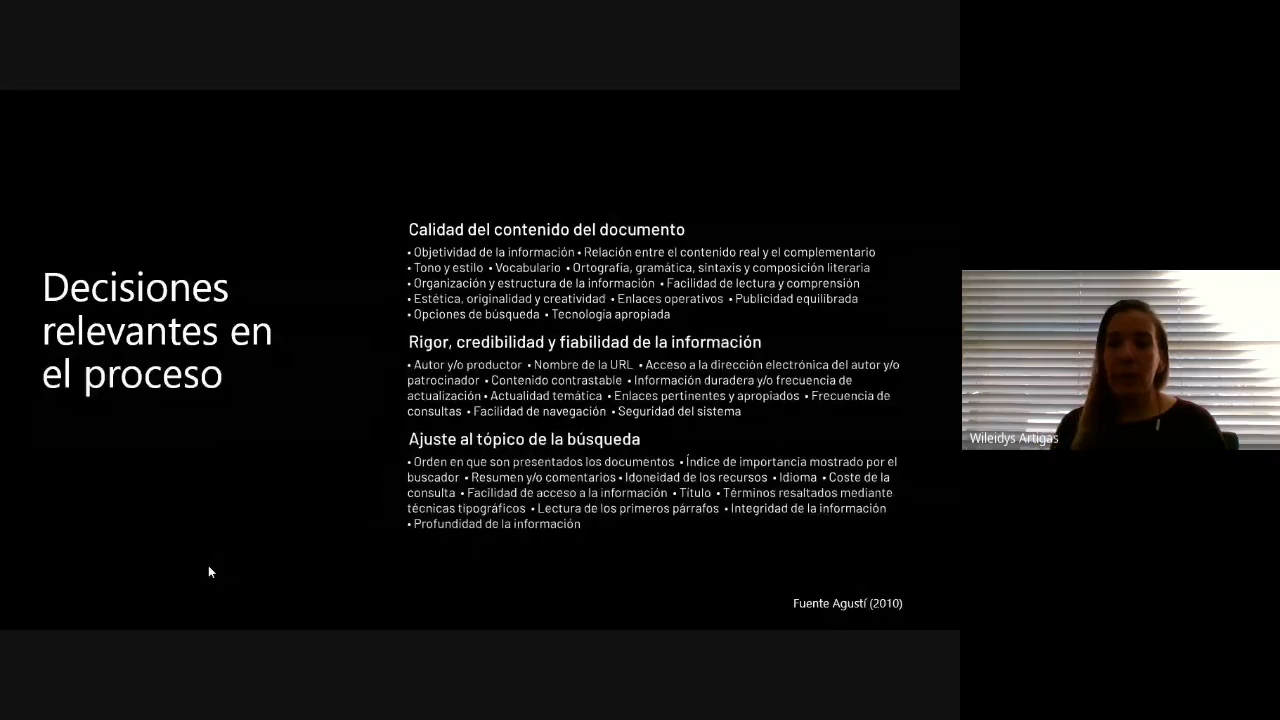 Decisiones
relevantes en
el proceso
Calidad del contenido del documento
• Objetividad de la información • Relación entre el contenido real y el complementario
• Tono y estilo • Vocabulario • Ortografía, gramática, sintaxis y composición literaria
• Organización y estructura de la información • Facilidad de lectura y comprensión
• Estética, originalidad y creatividad • Enlaces operativos • Publicidad equilibrada
• Opciones de búsqueda • Tecnología apropiada
Rigor, credibilidad y fiabilidad de la información
• Autor y/o productor • Nombre de la URL • Acceso a la dirección electrónica del autor y/o
patrocinador • Contenido contrastable • Información duradera y/o frecuencia de
actualización • Actualidad temática • Enlaces pertinentes y apropiados • Frecuencia de
consultas • Facilidad de navegación • Seguridad del sistema
Ajuste al tópico de la búsqueda
• Orden en que son presentados los documentos • Índice de importancia mostrado por el
buscador • Resumen y/o comentarios • Idoneidad de los recursos • Idioma • Coste de la
consulta • Facilidad de acceso a la información • Título • Términos resaltados mediante
técnicas tipográficos • Lectura de los primeros párrafos • Integridad de la información
• Profundidad de la información
Fuente Agustí (2010)
Wileidys Artigas